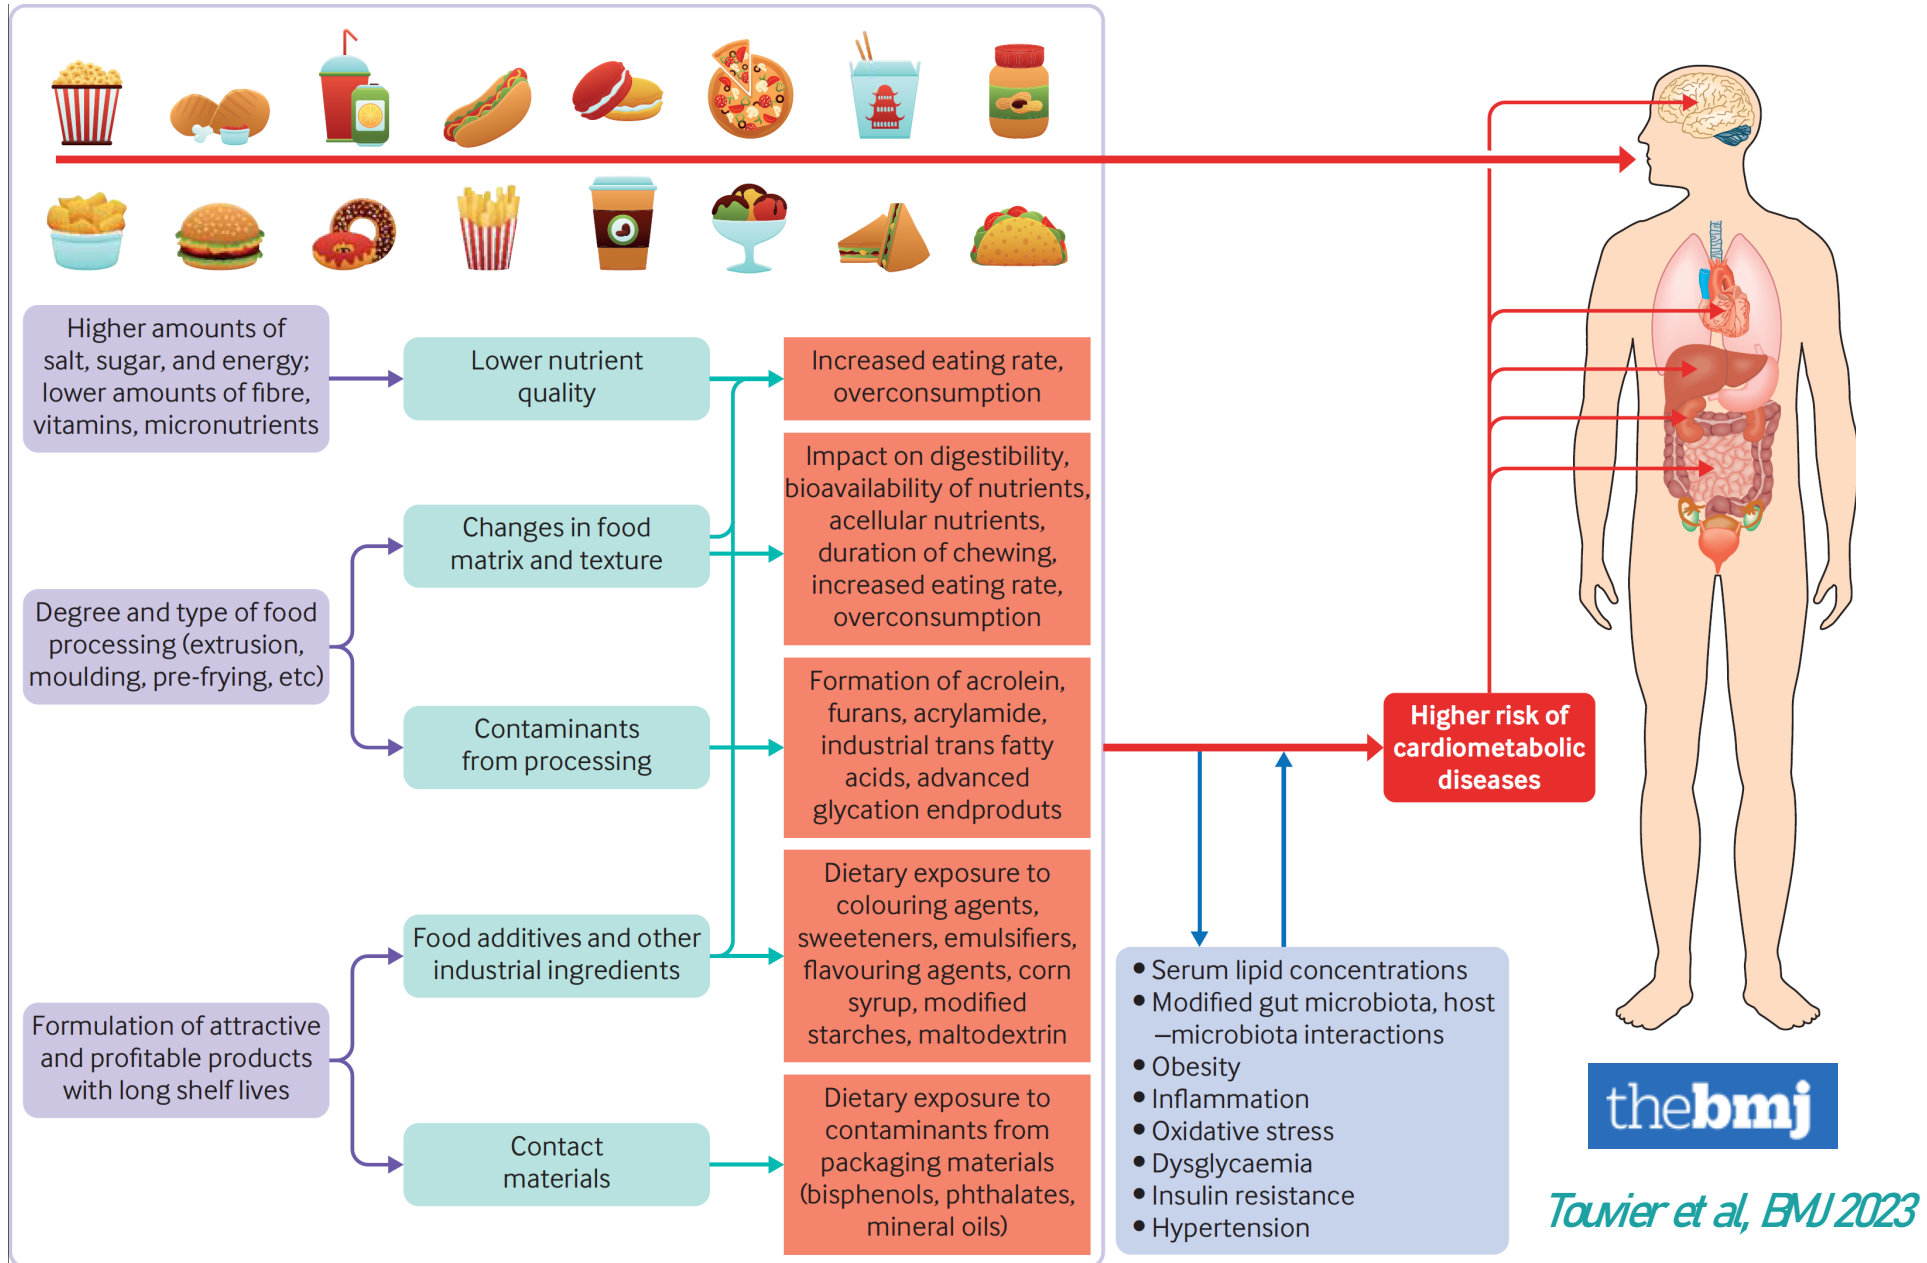 Higher amounts of
salt, sugar, and energy;
lower amounts of fibre,
vitamins, micronutrients
Lower nutrient
quality
Increased eating rate,
overconsumption
Impact on digestibility,
bioavailability of nutrients,
acellular nutrients,
duration of chewing,
increased eating rate,
overconsumption
Changes in food
matrix and texture
Degree and type of food
processing (extrusion,
moulding, pre-frying, etc)
Contaminants
from processing
Formation of acrolein,
furans, acrylamide,
industrial trans fatty
acids, advanced
glycation endproduts
Higher risk of
cardiometabolic
diseases
Food additives and other
industrial ingredients
Dietary exposure to
colouring agents,
sweeteners, emulsifiers,
flavouring agents, corn
syrup, modified
starches, maltodextrin
Formulation of attractive
and profitable products
with long shelf lives
Contact
materials
Dietary exposure to
contaminants from
packaging materials
(bisphenols, phthalates,
mineral oils)
• Serum lipid concentrations
• Modified gut microbiota, host
–microbiota interactions
• Obesity
• Inflammation
• Oxidative stress
• Dysglycaemia
• Insulin resistance
• Hypertension
thebmj
Touvier et al, BMJ 2023